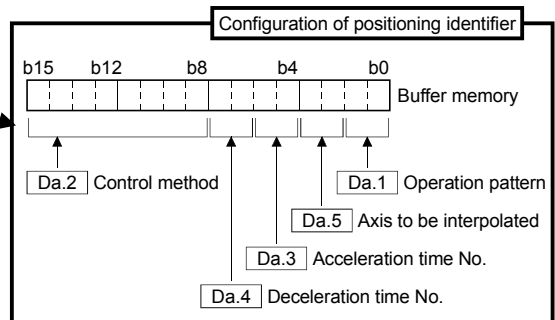 Configuration of positioning identifier
b15 b12 b8 b4 b0
Buffer memory
Da.2 Control method
Da.1 Operation pattern
Da.5 Axis to be interpolated
Da.3 Acceleration time No.
Da.4 Deceleration time No.